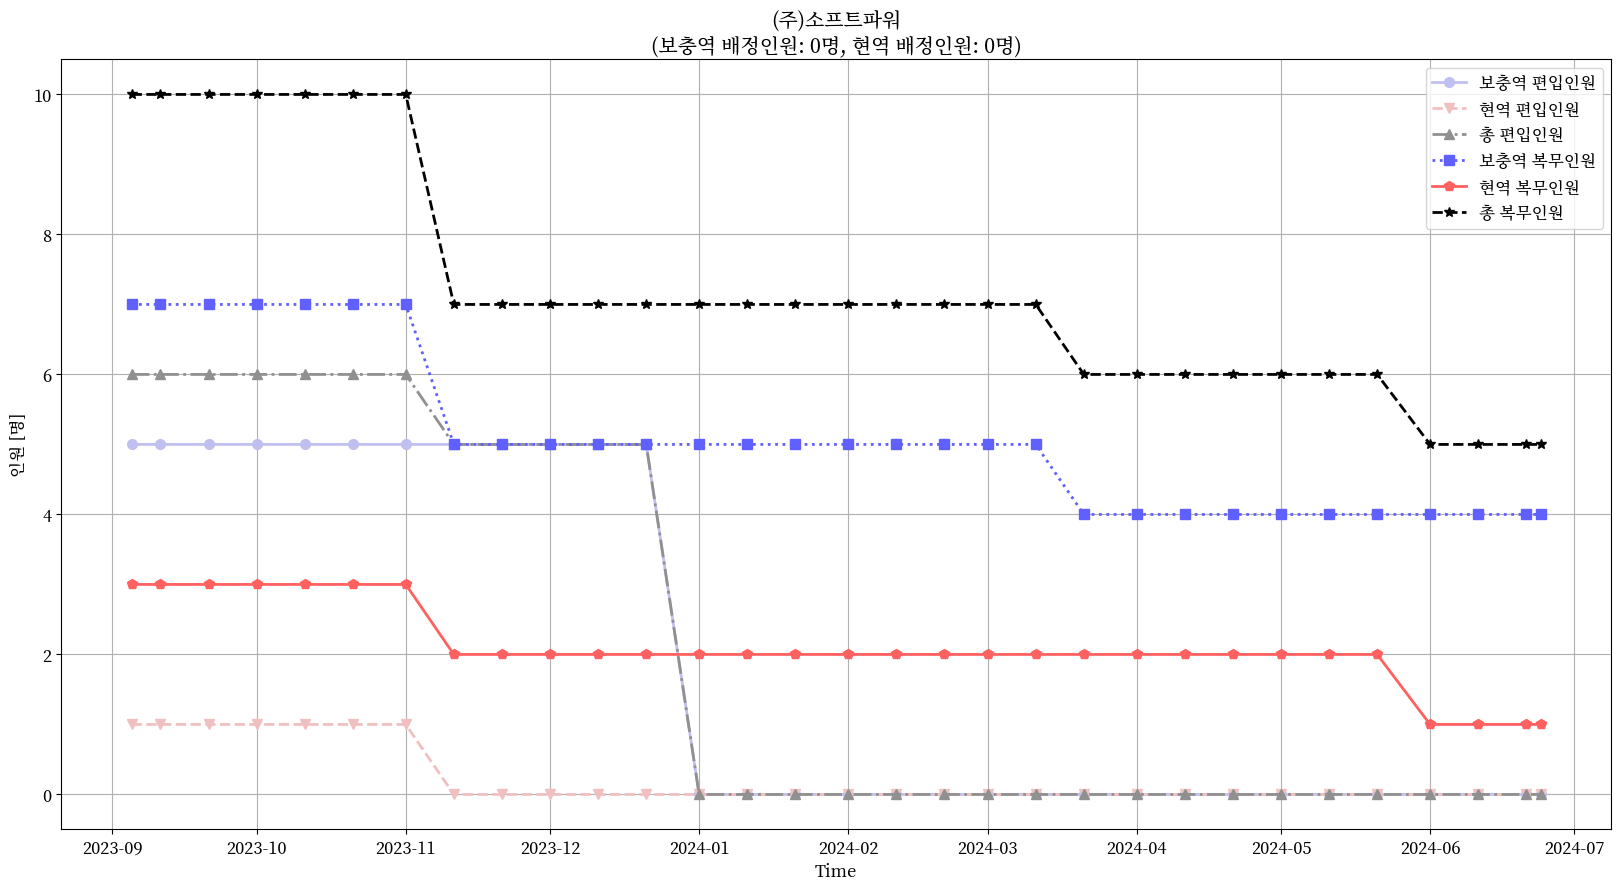 (주)소프트파워
(보충역 배정인원: 0명, 현역 배정인원: 0명)
보충역 편입인원
현역 편입인원
총 편입인원
보충역 복무인원
현역 복무인원
총 복무인원
인원 [명]
10
8
6
4
2
0
2023-09
2023-10
2023-11
2023-12
2024-01
2024-02
2024-03
2024-04
2024-05
2024-06
2024-07
Time